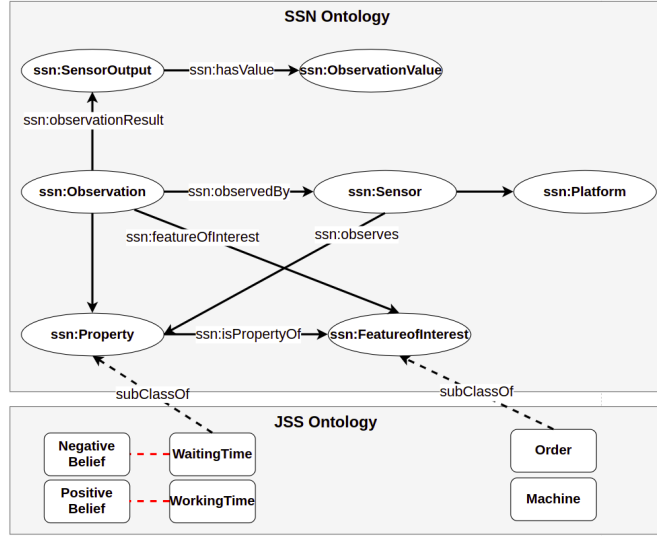 SSN Ontology
ssn:SensorOutput
ssn:hasValue
ssn:ObservationValue
ssn:observationResult
ssn:Observation
ssn:observedBy
ssn:Sensor
ssn:Platform
ssn:featureOfInterest
ssn:observes
ssn:Property
ssn:isPropertyOf
ssn:FeatureofInterest
subClassOf
subClassOf
JSS Ontology
Negative
Belief
WaitingTime
Order
Positive
Belief
WorkingTime
Machine